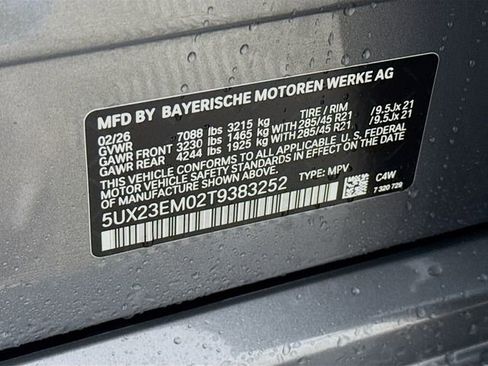 MFD BY BAYERISCHE MOTOREN WERKE AG
02/26 TIRE / RIM
GVWR 7088 lbs 3215 kg
GAWR FRONT 3230 lbs 1465 kg WITH 285/45 R21 /9.5Jx 21
GAWR REAR 4244 lbs 1925 kg WITH 285/45 R21 /9.5Jx 21
THIS VEHICLE CONFORMS TO ALL APPLICABLE U.S. FEDERAL
MOTOR VEHICLE SAFETY STANDARDS IN EFFECT ON THE DATE
OF MANUFACTURE SHOWN ABOVE.
5UX23EM02T9383252 TYPE: MPV C4W
7 320 729